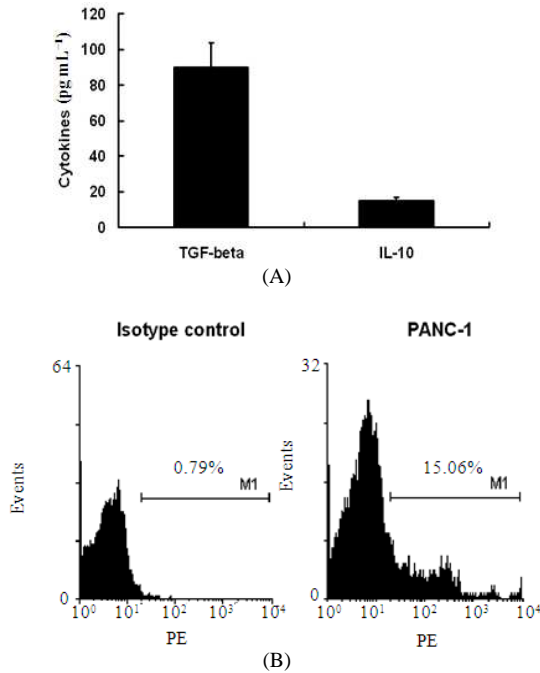 120
100
80
60
40
20
0
Cytokines (pg mL⁻¹)
TGF-beta IL-10
(A)
Isotype control PANC-1
64
Events
0
0.79%
M1
10⁰ 10¹ 10² 10³ 10⁴
PE
32
Events
0
15.06%
M1
10⁰ 10¹ 10² 10³ 10⁴
PE
(B)